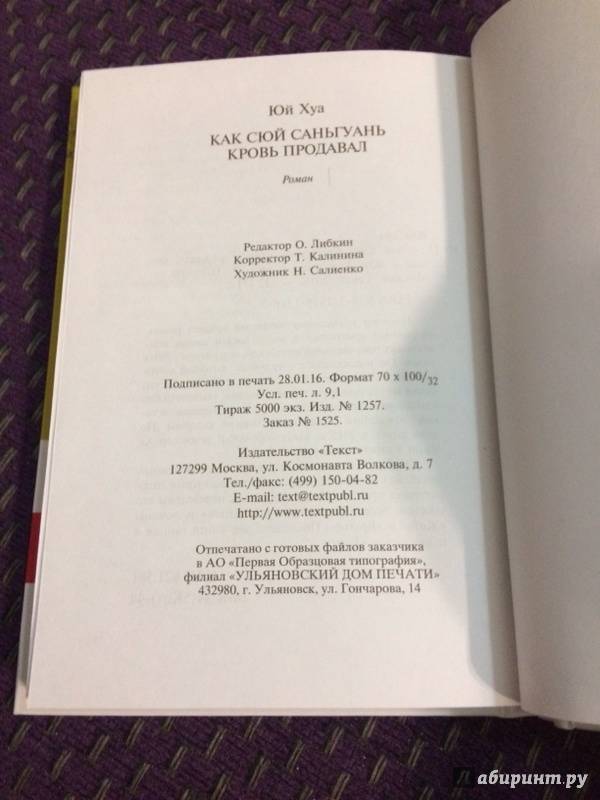 Юй Хуа
КАК СЮЙ САНЬГУАНЬ
КРОВЬ ПРОДАВАЛ
Роман
Редактор О. Либкин
Корректор Т. Калинина
Художник Н. Салиенко
Подписано в печать 28.01.16. Формат 70 x 100/32
Усл. печ. л. 9,1
Тираж 5000 экз. Изд. № 1257.
Заказ № 1525.
Издательство «Текст»
127299 Москва, ул. Космонавта Волкова, д. 7
Тел./факс: (499) 150-04-82
E-mail: text@textpubl.ru
http://www.textpubl.ru
Отпечатано с готовых файлов заказчика
в АО «Первая Образцовая типография»,
филиал «УЛЬЯНОВСКИЙ ДОМ ПЕЧАТИ»
432980, г. Ульяновск, ул. Гончарова, 14
Лабиринт.ру